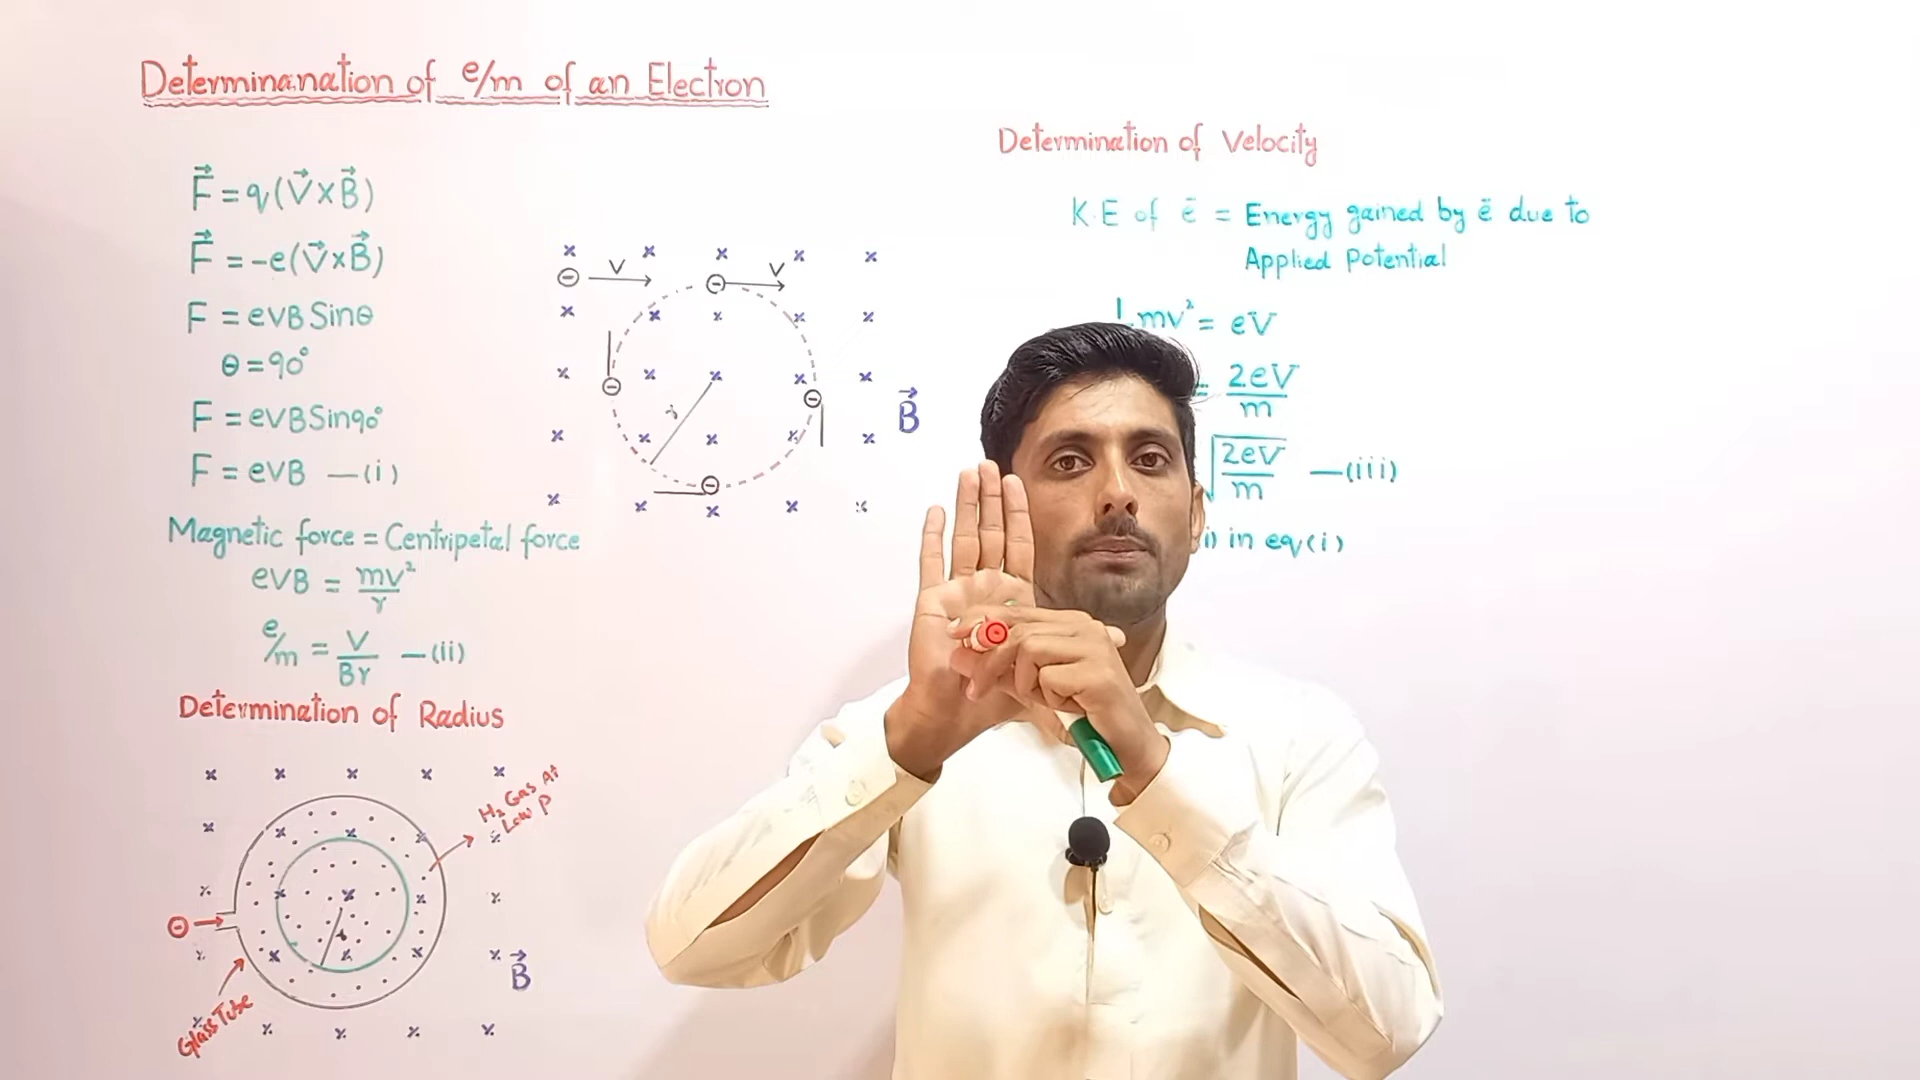 Determinanation of e/m of an Electron
F⃗ = q(V⃗×B⃗)
F⃗ = -e(V⃗×B⃗)
F = eVB Sinθ
θ = 90°
F = eVBSin90°
F = eVB —(i)
Magnetic force = Centripetal force
eVB = mv²/r
e/m = V/Br —(ii)
Determination of Radius
H₂ Gas At
Low P
r
B⃗
Glass Tube
V
V
r
B⃗
Determination of Velocity
K.E of ē = Energy gained by ē due to
Applied Potential
mv² = eV
= 2eV/m
√2eV/m —(iii)
in eq(i)